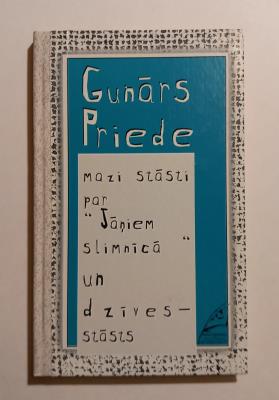 Gunārs
Priede
mazi stāsti
par
"Jāņiem
slimnīcā"
un
dzīves-
stāsts